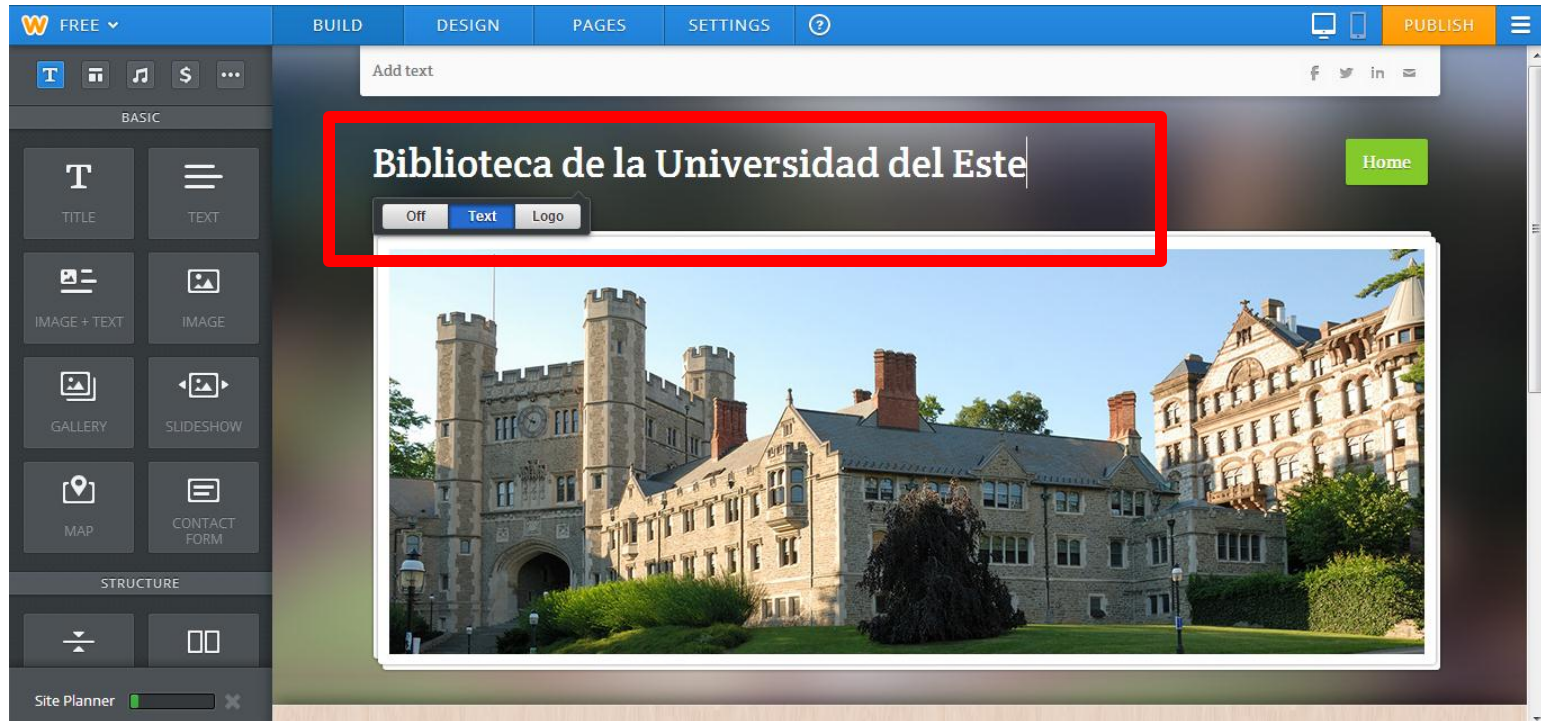 W FREE BUILD DESIGN PAGES SETTINGS ? PUBLISH
T $
Add text f in
BASIC
Biblioteca de la Universidad del Este
Home
T
TITLE TEXT
Off Text Logo
IMAGE + TEXT IMAGE
GALLERY SLIDESHOW
MAP CONTACT FORM
STRUCTURE
Site Planner